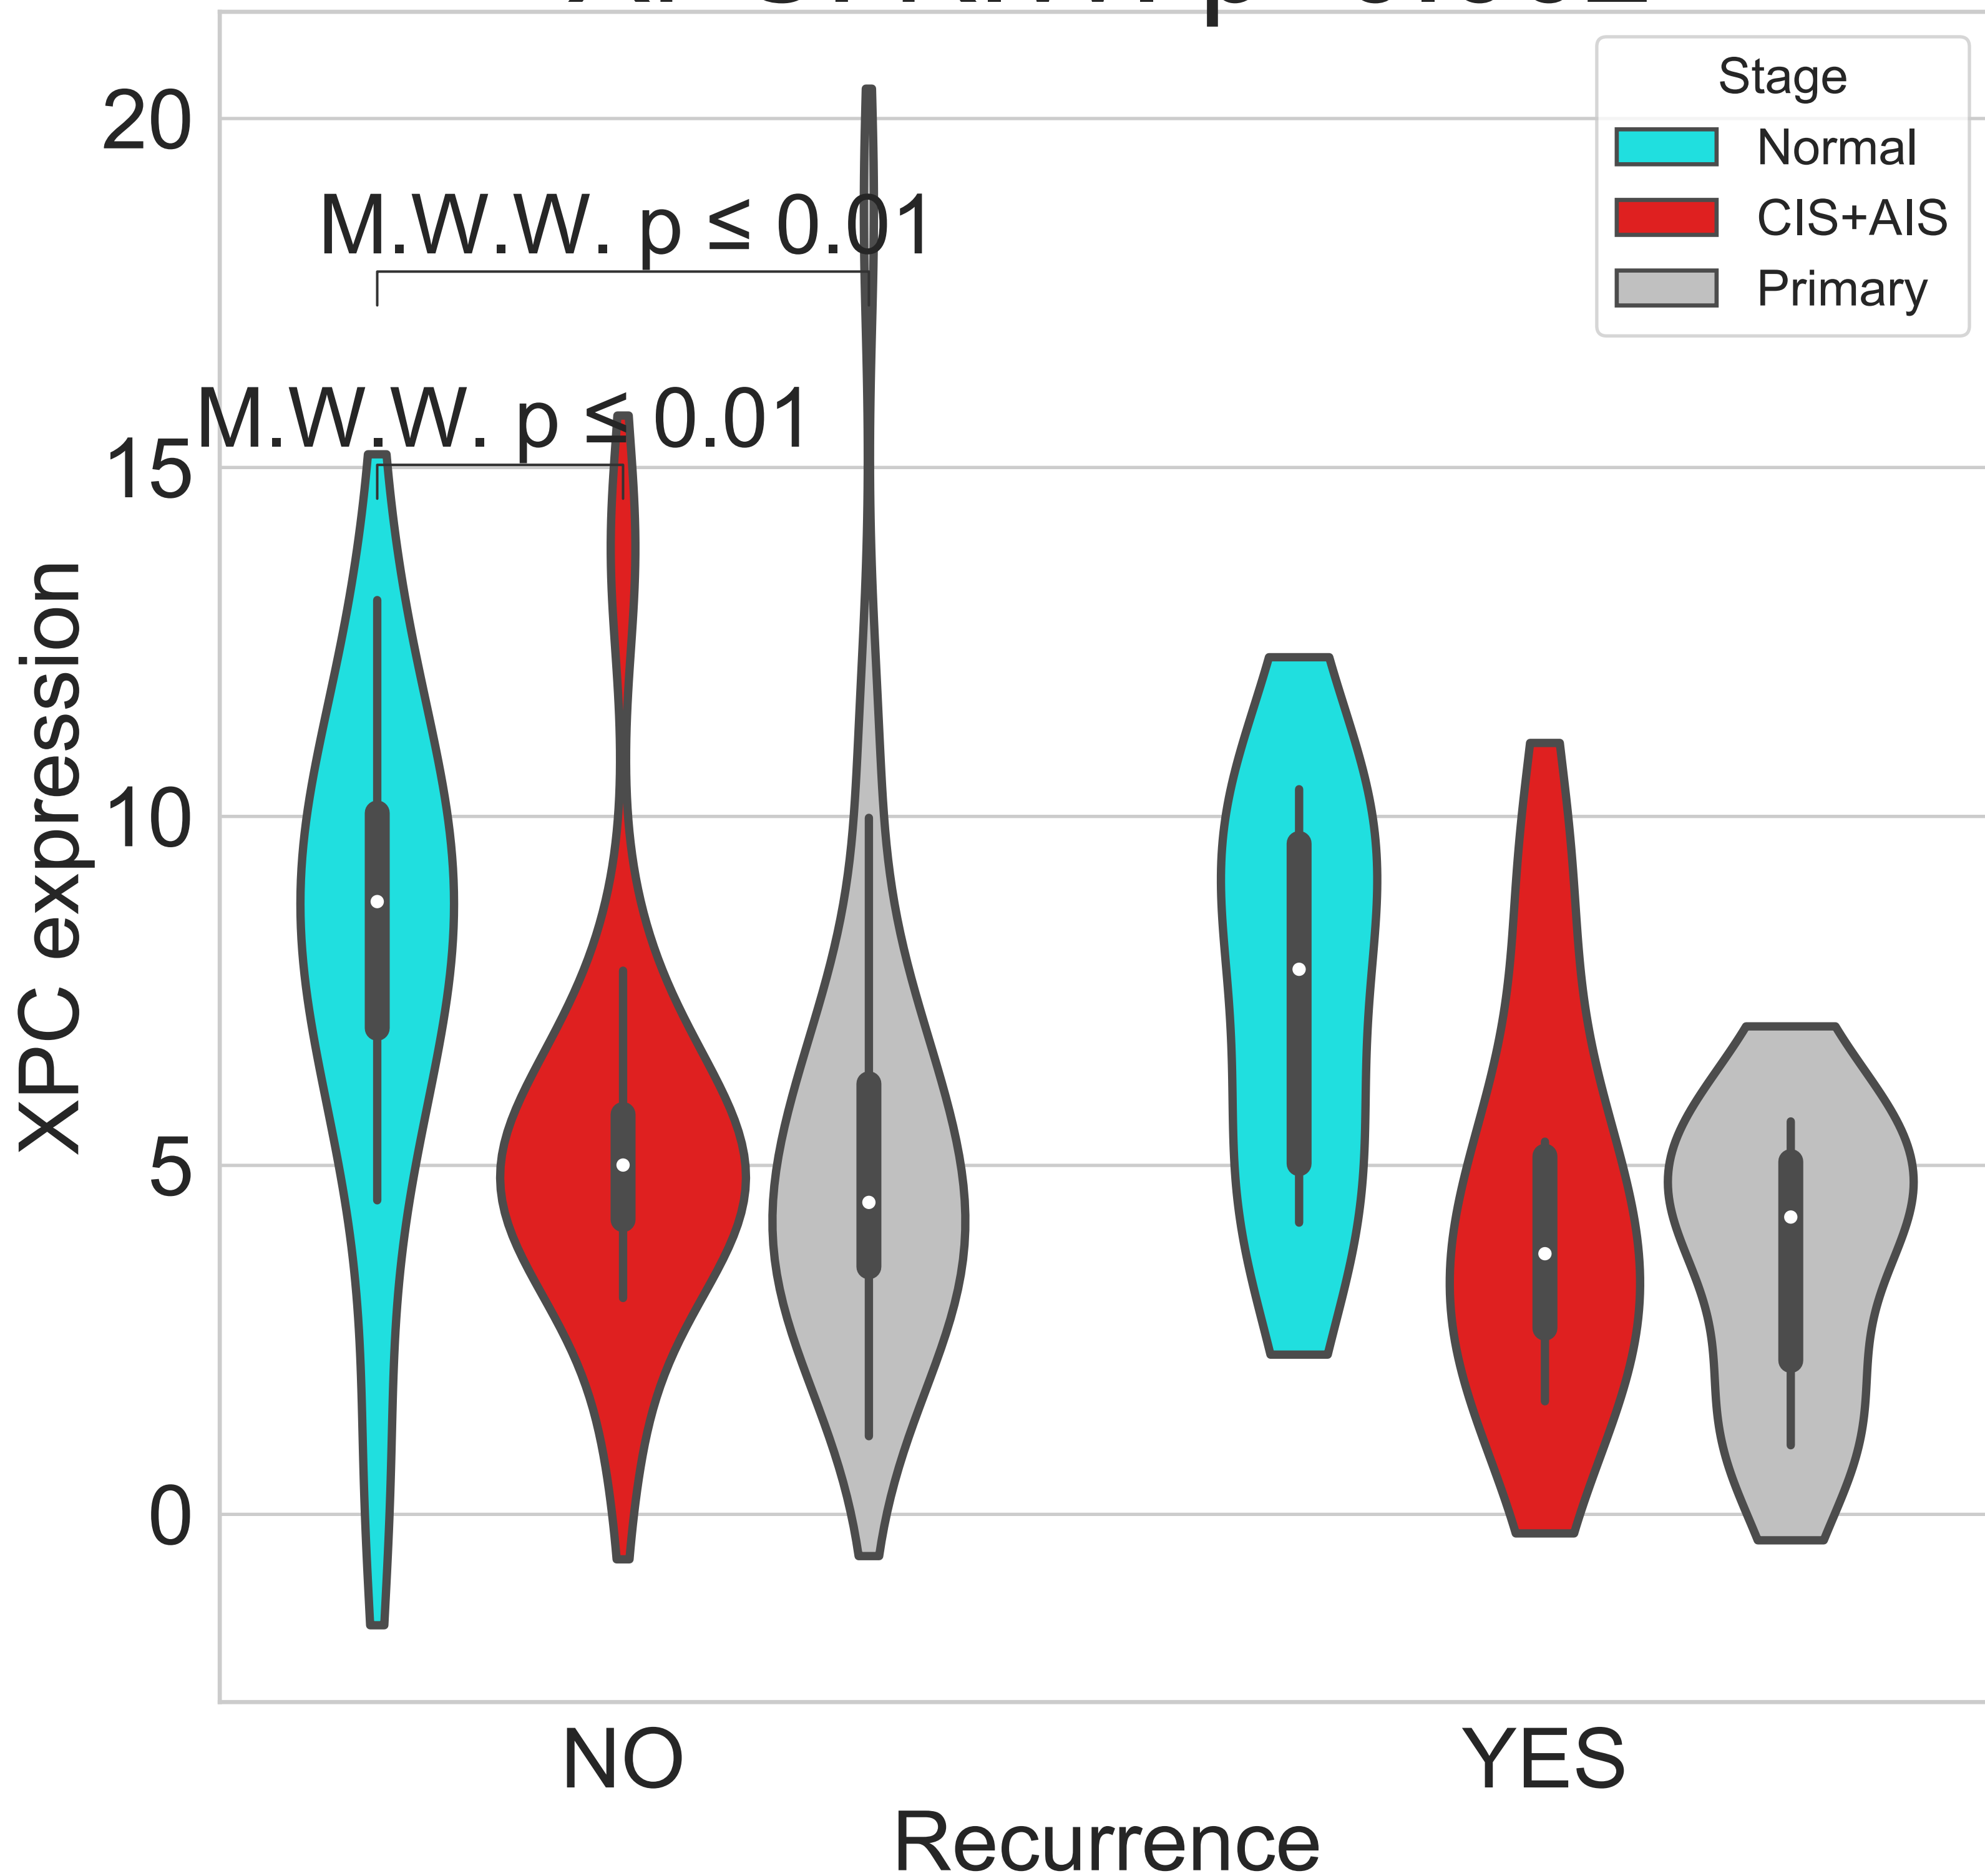 Stage
Normal
CIS+AIS
Primary
M.W.W. p ≤ 0.01
M.W.W. p ≤ 0.01
20
15
10
5
0
XPC expression
NO
YES
Recurrence